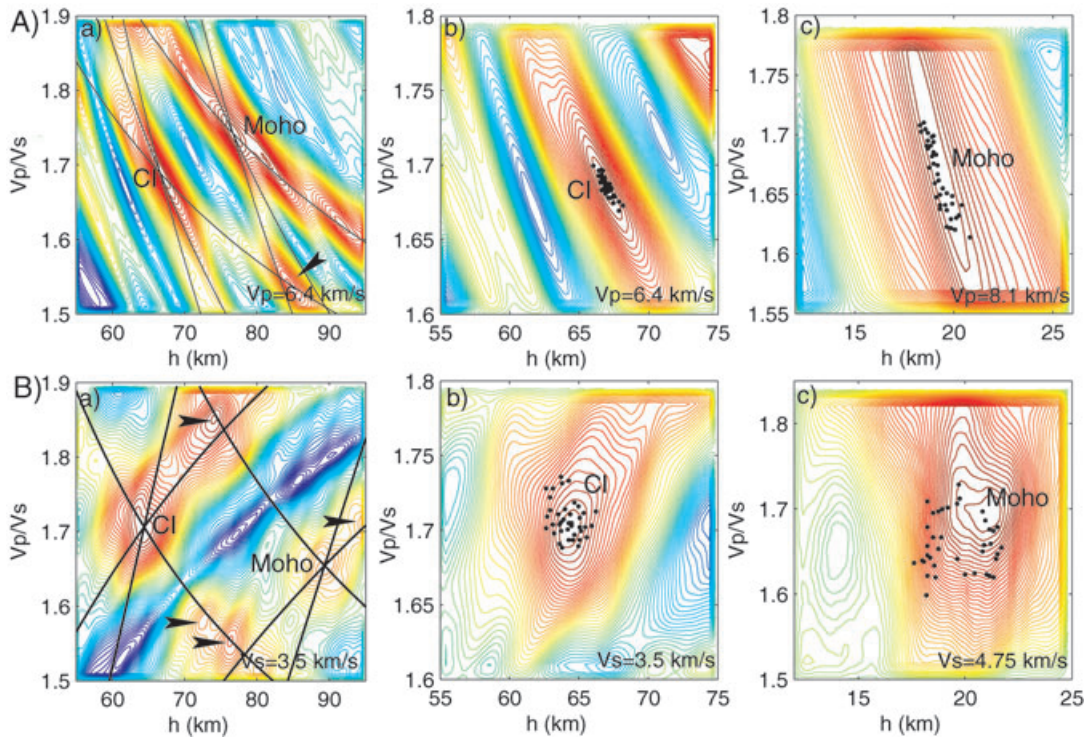 A)
a)
1.9
1.8
1.7
1.6
1.5
Vp/Vs
CI
Moho
Vp=6.4 km/s
60 70 80 90
h (km)
b)
1.8
1.75
1.7
1.65
1.6
Vp/Vs
CI
Vp=6.4 km/s
55 60 65 70 75
h (km)
c)
1.8
1.75
1.7
1.65
1.6
1.55
Vp/Vs
Moho
Vp=8.1 km/s
15 20 25
h (km)
B)
a)
1.9
1.8
1.7
1.6
1.5
Vp/Vs
CI
Moho
Vs=3.5 km/s
60 70 80 90
h (km)
b)
1.8
1.75
1.7
1.65
1.6
Vp/Vs
CI
Vs=3.5 km/s
55 60 65 70 75
h (km)
c)
1.8
1.7
1.6
1.5
Vp/Vs
Moho
Vs=4.75 km/s
15 20 25
h (km)